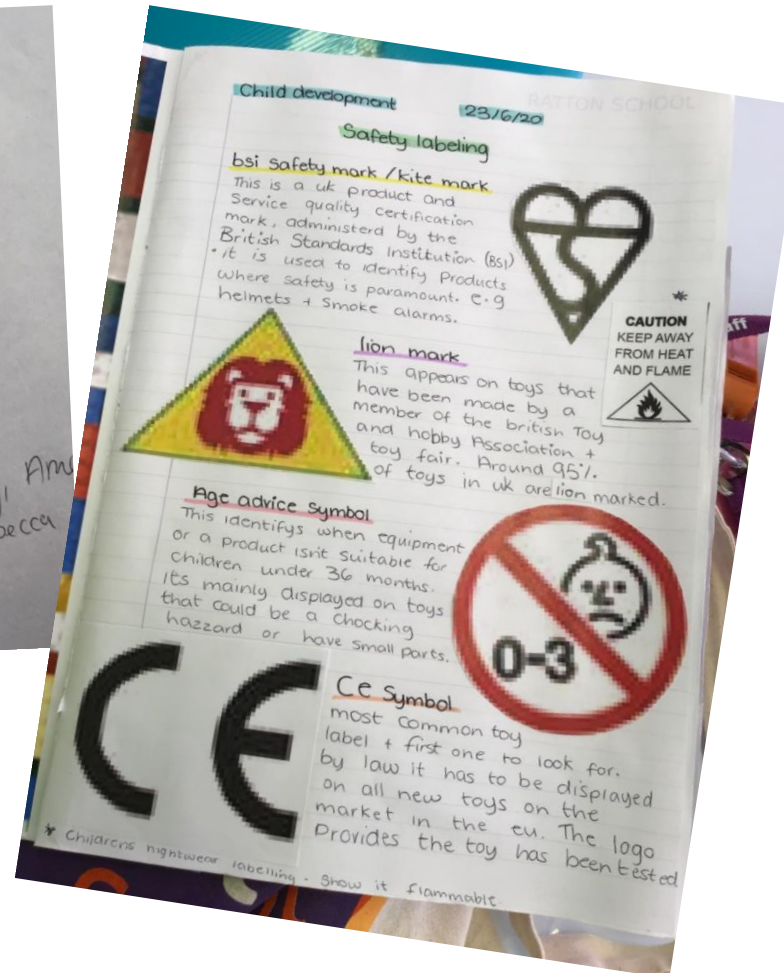 RATTON SCHOOL
Child development 23/6/20
Safety labeling
bsi safety mark / kite mark
This is a uk product and
Service quality certification
mark, administerd by the
British Standards Institution (BSI)
• it is used to identify products
where safety is paramount. e.g
helmets + smoke alarms.
*
CAUTION
KEEP AWAY
FROM HEAT
AND FLAME
lion mark
This appears on toys that
have been made by a
member of the british Toy
and hobby Association +
toy fair. Around 95%
of toys in uk are lion marked.
Age advice symbol
This identifys when equipment
or a product isn't suitable for
children under 36 months.
its mainly displayed on toys
that could be a chocking
hazzard or have small parts.
0-3
CE
Ce Symbol
most common toy
label + first one to look for.
by law it has to be displayed
on all new toys on the
market in the eu. The logo
Provides the toy has been tested
* Childrens nightwear labelling - Show it flammable.
becca